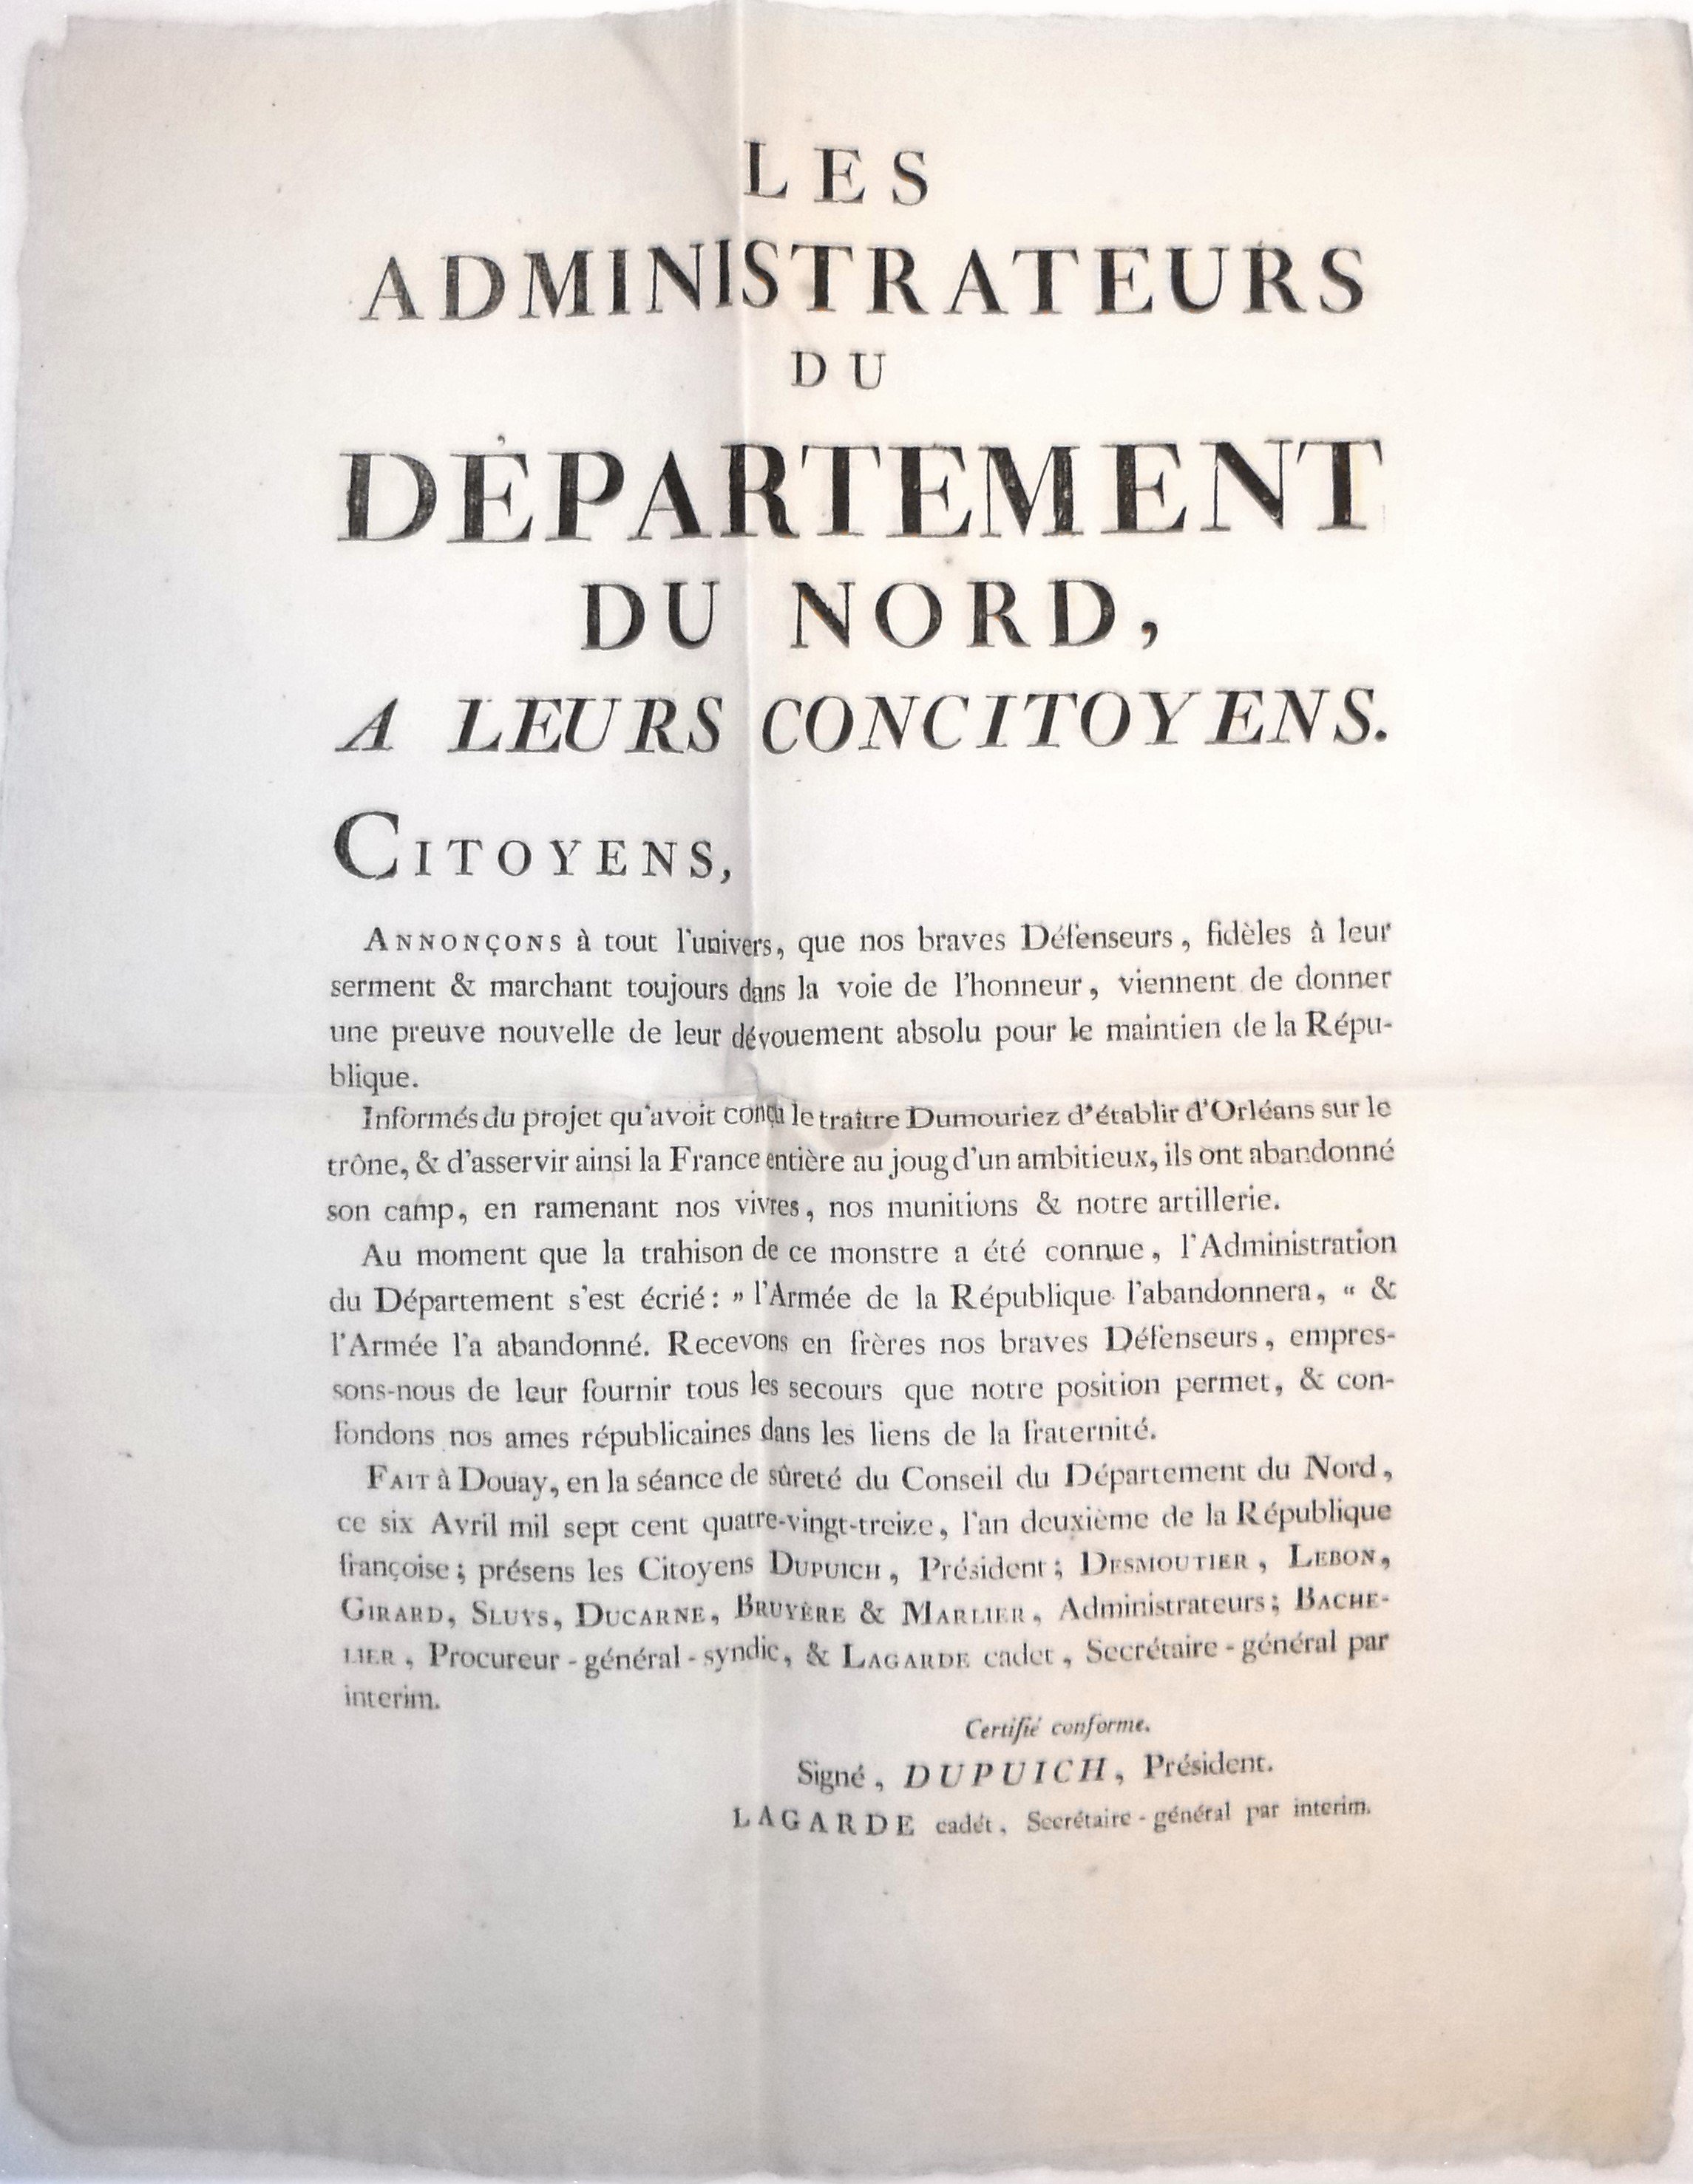 LES
ADMINISTRATEURS
DU
DÉPARTEMENT
DU NORD,
A LEURS CONCITOYENS.
CITOYENS,
ANNONÇONS à tout l'univers, que nos braves Défenseurs, fidèles à leur
serment & marchant toujours dans la voie de l'honneur, viennent de donner
une preuve nouvelle de leur dévouement absolu pour le maintien de la Répu-
blique.
Informés du projet qu'avoit conçu le traître Dumouriez d'établir d'Orléans sur le
trône, & d'asservir ainsi la France entière au joug d'un ambitieux, ils ont abandonné
son camp, en ramenant nos vivres, nos munitions & notre artillerie.
Au moment que la trahison de ce monstre a été connue, l'Administration
du Département s'est écrié: » l'Armée de la République l'abandonnera, « &
l'Armée l'a abandonné. Recevons en frères nos braves Défenseurs, empres-
sons-nous de leur fournir tous les secours que notre position permet, & con-
fondons nos ames républicaines dans les liens de la fraternité.
FAIT à Douay, en la séance de sûreté du Conseil du Département du Nord,
ce six Avril mil sept cent quatre-vingt-treize, l'an deuxième de la République
françoise; présens les Citoyens DUPUICH, Président; DESMOUTIER, LEBON,
GIRARD, SLUYS, DUCARNE, BRUYÈRE & MARLIER, Administrateurs; BACHE-
LIER, Procureur-général-syndic, & LAGARDE cadet, Secrétaire-général par
interim.
Certifié conforme.
Signé, DUPUICH, Président.
LAGARDE cadét, Secrétaire-général par interim.